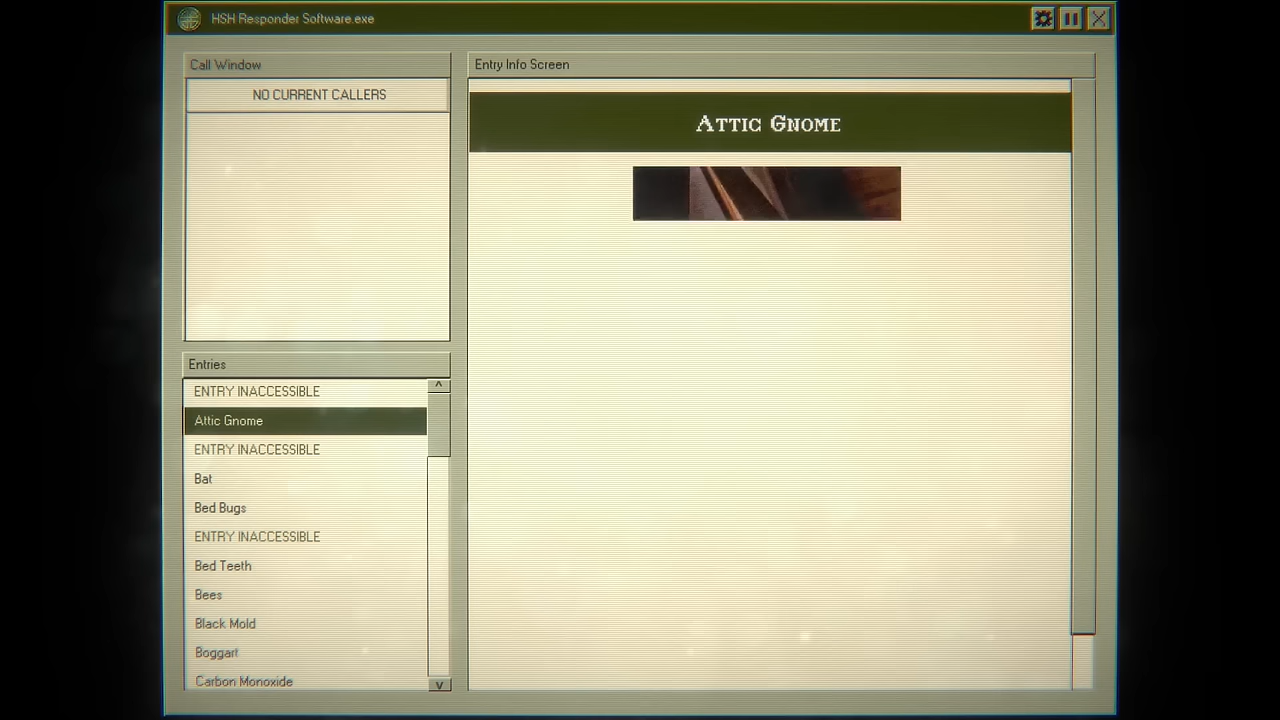 HSH Responder Software.exe
Call Window
NO CURRENT CALLERS
Entries
ENTRY INACCESSIBLE
Attic Gnome
ENTRY INACCESSIBLE
Bat
Bed Bugs
ENTRY INACCESSIBLE
Bed Teeth
Bees
Black Mold
Boggart
Carbon Monoxide
Entry Info Screen
Attic Gnome